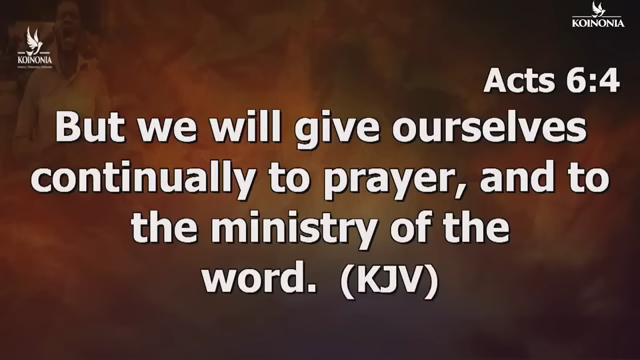 KOINONIA
KOINONIA
Acts 6:4
But we will give ourselves
continually to prayer, and to
the ministry of the
word. (KJV)